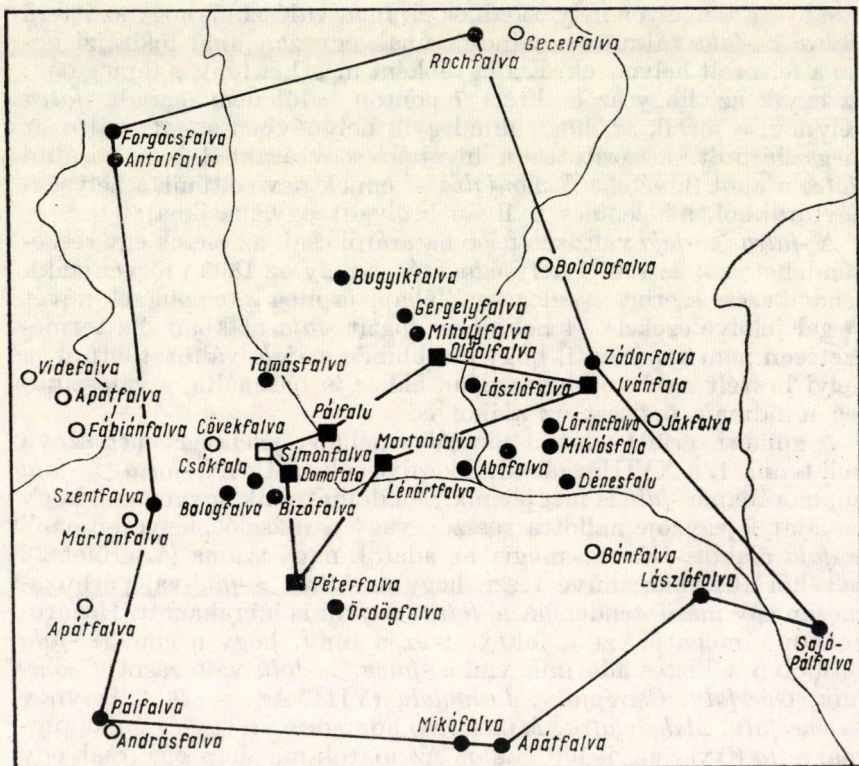 Gecelfalva
Rochfalva
Forgácsfalva
Antalfalva
Boldogfalva
Bugyikfalva
Gergelyfalva
Mihályfalva
Oldalfalva
Zádorfalva
Videfalva
Tamásfalva
Lászlófalva
Ivánfala
Apátfalva
Pálfalu
Lőrincfalva
Jákfalva
Fábiánfalva
Cövekfalva
Martonfalva
Miklósfala
Simonfalva
Csókfala
Domafala
Abafalva
Dénesfalu
Szentfalva
Balogfalva
Bizófalva
Lénártfalva
Mártonfalva
Bánfalva
Péterfalva
Lászlófalva
Apátfalva
Ördögfalva
Sajó-
Pálfalva
Pálfalva
Andrásfalva
Mikófalva
Apátfalva